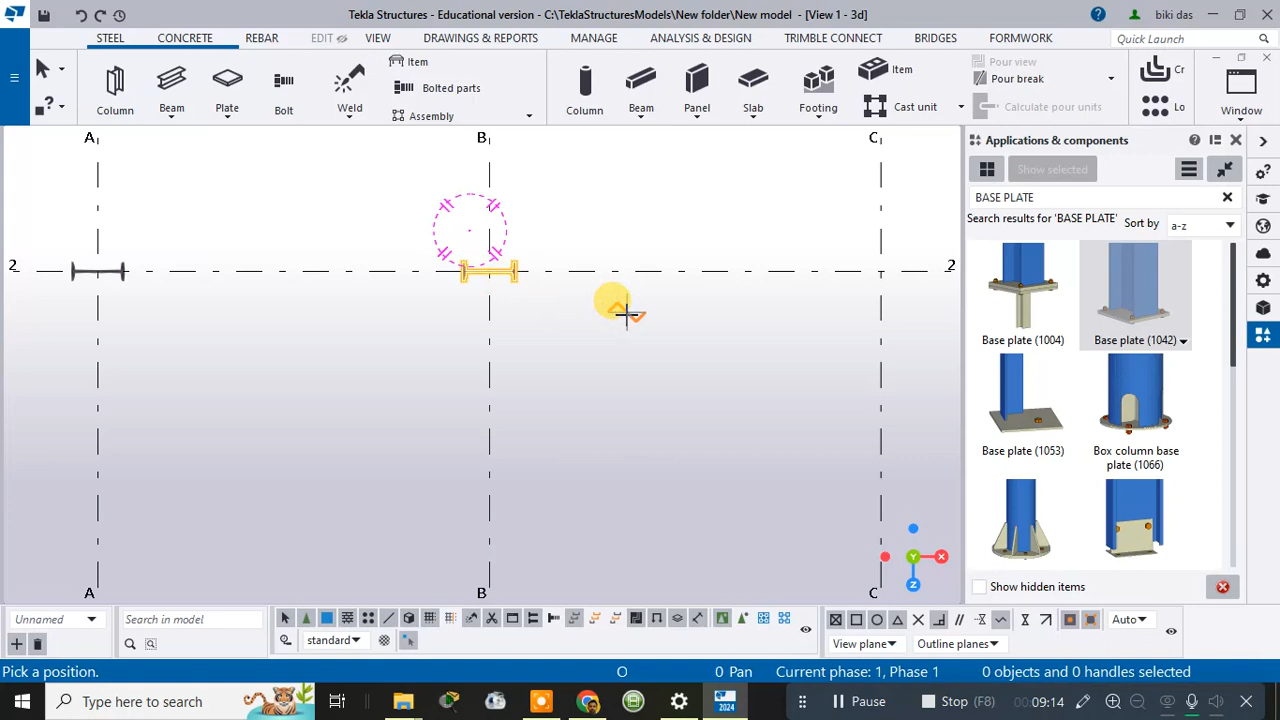 Tekla Structures - Educational version - C:\TeklaStructuresModels\New folder\New model - [View 1 - 3d]
biki das
STEEL CONCRETE REBAR EDIT VIEW DRAWINGS & REPORTS MANAGE ANALYSIS & DESIGN TRIMBLE CONNECT BRIDGES FORMWORK Quick Launch
Column Beam Plate Bolt Weld
Item
Bolted parts
Assembly
Column Beam Panel Slab Footing
Item
Cast unit
Pour view
Pour break
Calculate pour units
Cr
Lo
Window
A B C
2 2
A B C
Y X
Z
Applications & components
Show selected
BASE PLATE
Search results for 'BASE PLATE' Sort by a-z
Base plate (1004) Base plate (1042)
Base plate (1053) Box column base plate (1066)
Show hidden items
Unnamed Search in model
standard
Auto
View plane Outline planes
Pick a position. O 0 Pan Current phase: 1, Phase 1 0 objects and 0 handles selected
Type here to search
2024
Pause Stop (F8) 00:09:14